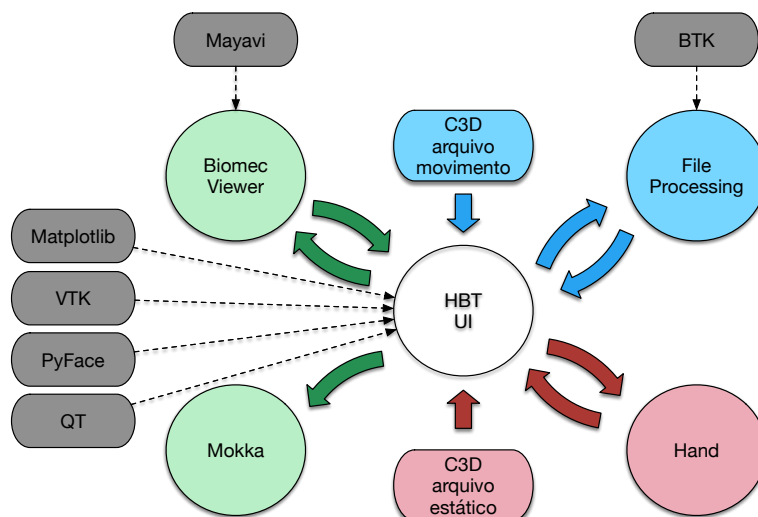 Mayavi
BTK
Biomec
Viewer
C3D
arquivo
movimento
File
Processing
Matplotlib
VTK
PyFace
QT
HBT
UI
Mokka
C3D
arquivo
estático
Hand